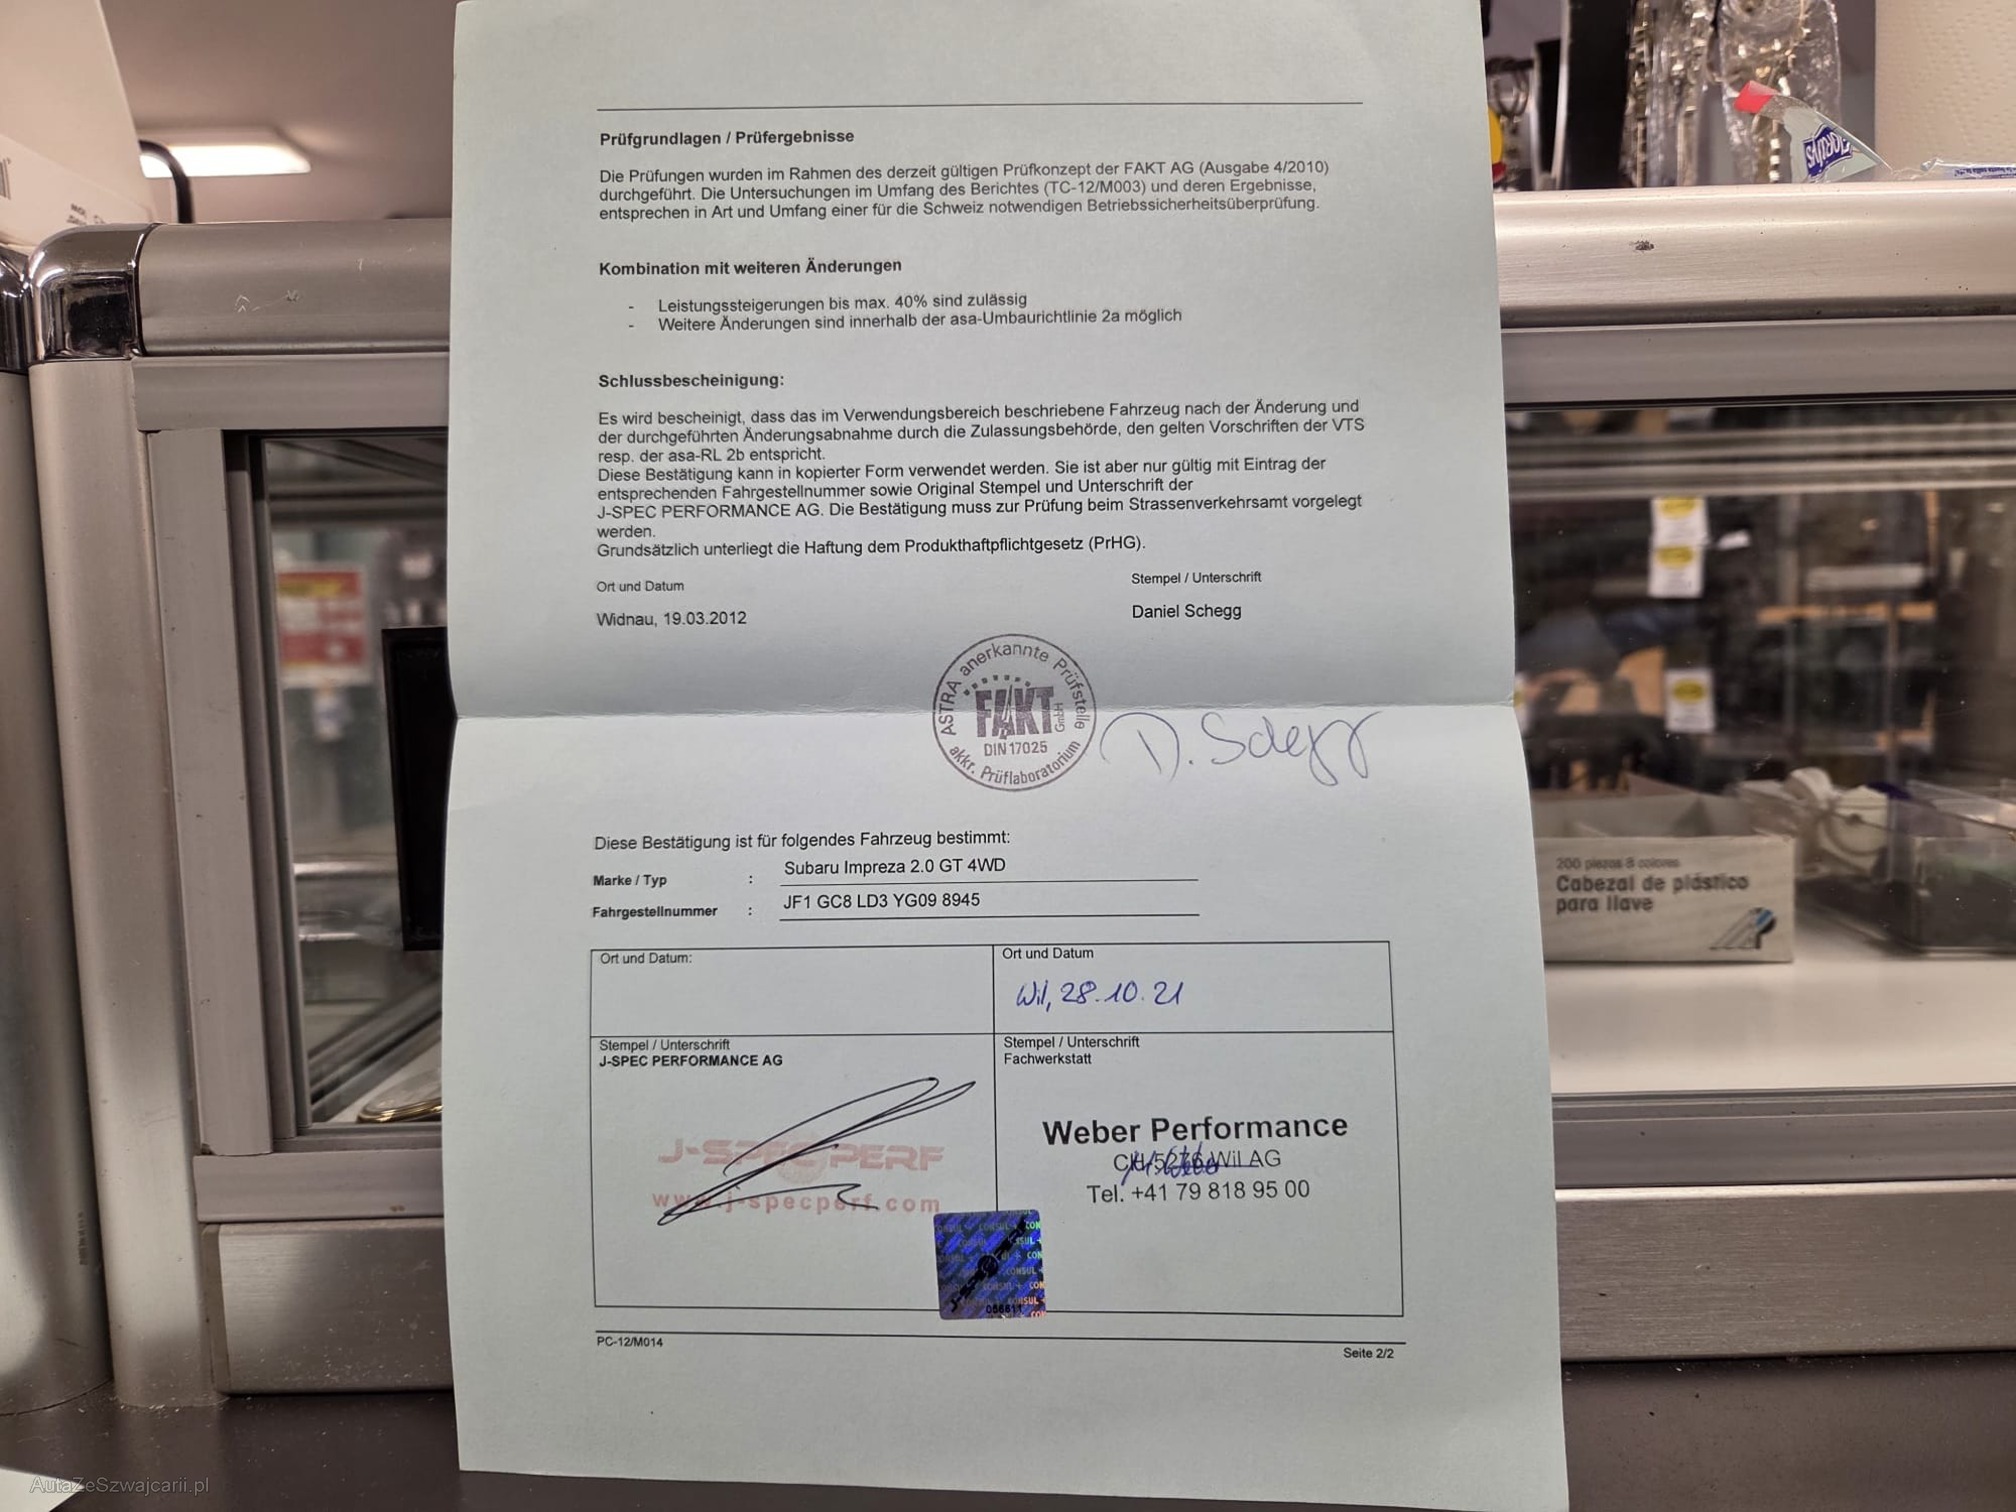 Prüfgrundlagen / Prüfergebnisse
Die Prüfungen wurden im Rahmen des derzeit gültigen Prüfkonzept der FAKT AG (Ausgabe 4/2010)
durchgeführt. Die Untersuchungen im Umfang des Berichtes (TC-12/M003) und deren Ergebnisse,
entsprechen in Art und Umfang einer für die Schweiz notwendigen Betriebssicherheitsüberprüfung.
Kombination mit weiteren Änderungen
- Leistungssteigerungen bis max. 40% sind zulässig
- Weitere Änderungen sind innerhalb der asa-Umbaurichtlinie 2a möglich
Schlussbescheinigung:
Es wird bescheinigt, dass das im Verwendungsbereich beschriebene Fahrzeug nach der Änderung und
der durchgeführten Änderungsabnahme durch die Zulassungsbehörde, den gelten Vorschriften der VTS
resp. der asa-RL 2b entspricht.
Diese Bestätigung kann in kopierter Form verwendet werden. Sie ist aber nur gültig mit Eintrag der
entsprechenden Fahrgestellnummer sowie Original Stempel und Unterschrift der
J-SPEC PERFORMANCE AG. Die Bestätigung muss zur Prüfung beim Strassenverkehrsamt vorgelegt
werden.
Grundsätzlich unterliegt die Haftung dem Produkthaftpflichtgesetz (PrHG).
Ort und Datum
Stempel / Unterschrift
Widnau, 19.03.2012
Daniel Schegg
ASTRA anerkannte Prüfstelle
FAKT GmbH
DIN 17025
akkr. Prüflaboratorium
D. Schegg
Diese Bestätigung ist für folgendes Fahrzeug bestimmt:
Marke / Typ : Subaru Impreza 2.0 GT 4WD
Fahrgestellnummer : JF1 GC8 LD3 YG09 8945
Ort und Datum:
Ort und Datum
Wil, 28.10.21
Stempel / Unterschrift
J-SPEC PERFORMANCE AG
Stempel / Unterschrift
Fachwerkstatt
J-SPEC PERF
www.j-specperf.com
Weber Performance
CH-5276 Wil AG
Tel. +41 79 818 95 00
CONSUL
PC-12/M014
Seite 2/2
200 piezas 8 colores
Cabezal de plástico
para llave
AutaZeSzwajcarii.pl